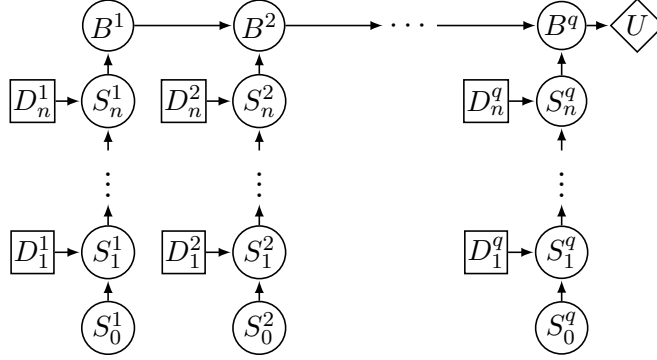 B^1 B^2 ⋯ B^q U
D_n^1 S_n^1 D_n^2 S_n^2 D_n^q S_n^q
⋮ ⋮ ⋮
D_1^1 S_1^1 D_1^2 S_1^2 D_1^q S_1^q
S_0^1 S_0^2 S_0^q